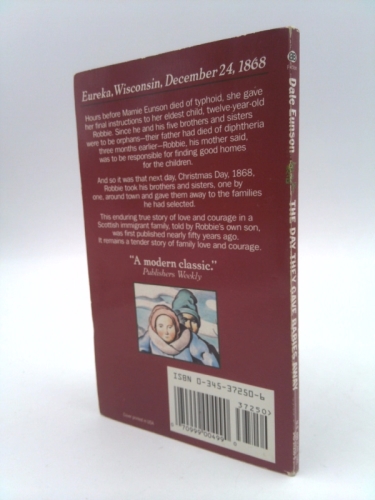 Eureka, Wisconsin, December 24, 1868
Hours before Mamie Eunson died of typhoid, she gave
her final instructions to her eldest child, twelve-year-old
Robbie. Since he and his five brothers and sisters
were to be orphans—their father had died of diphtheria
three months earlier—Robbie, his mother said,
was to be responsible for finding good homes
for the children.
And so it was that next day, Christmas Day, 1868,
Robbie took his brothers and sisters, one by
one, around town and gave them away to the families
he had selected.
This enduring true story of love and courage in a
Scottish immigrant family, told by Robbie's own son,
was first published nearly fifty years ago.
It remains a tender story of family love and courage.
"A modern classic."
Publishers Weekly
ISBN 0-345-37250-6
37250
70999 00499
Dale Eunson
THE DAY THEY GAVE BABIES AWAY